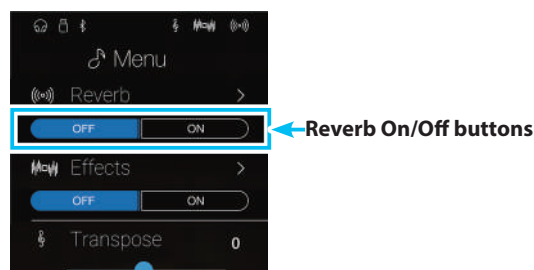 Menu
Reverb
OFF ON
Reverb On/Off buttons
Effects
OFF ON
Transpose 0